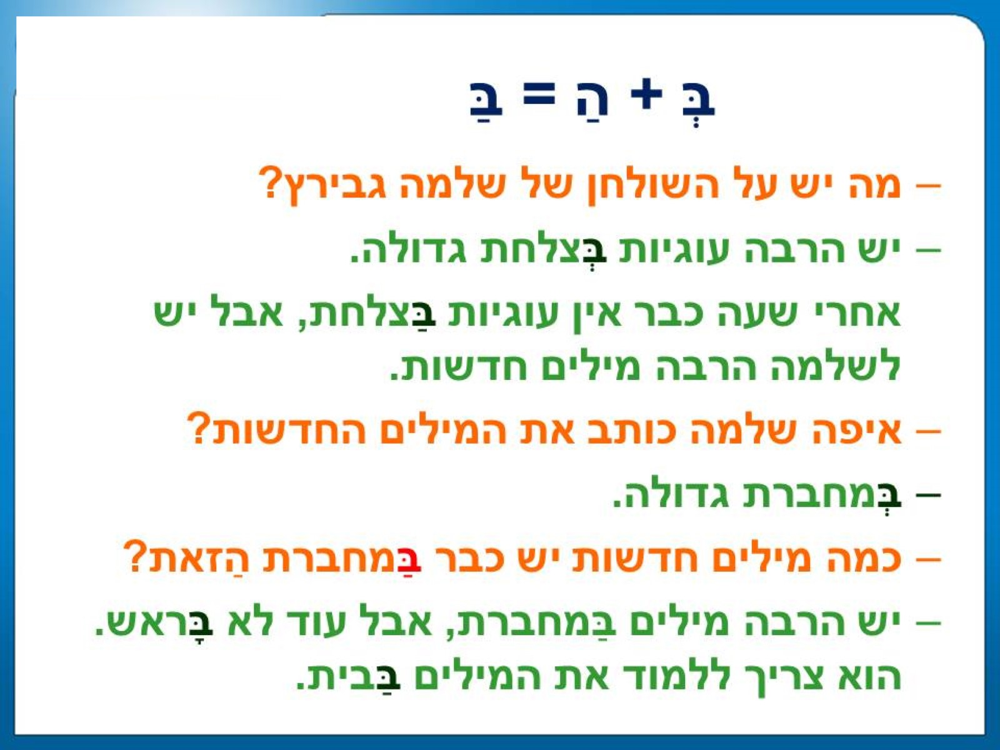 בְּ + הַ = בַּ
– מה יש על השולחן של שלמה גבירץ?
– יש הרבה עוגיות בְּצלחת גדולה.
אחרי שעה כבר אין עוגיות בַּצלחת, אבל יש
לשלמה הרבה מילים חדשות.
– איפה שלמה כותב את המילים החדשות?
– בְּמחברת גדולה.
– כמה מילים חדשות יש כבר בַּמחברת הַזאת?
– יש הרבה מילים בַּמחברת, אבל עוד לא בָּראש.
הוא צריך ללמוד את המילים בַּבית.